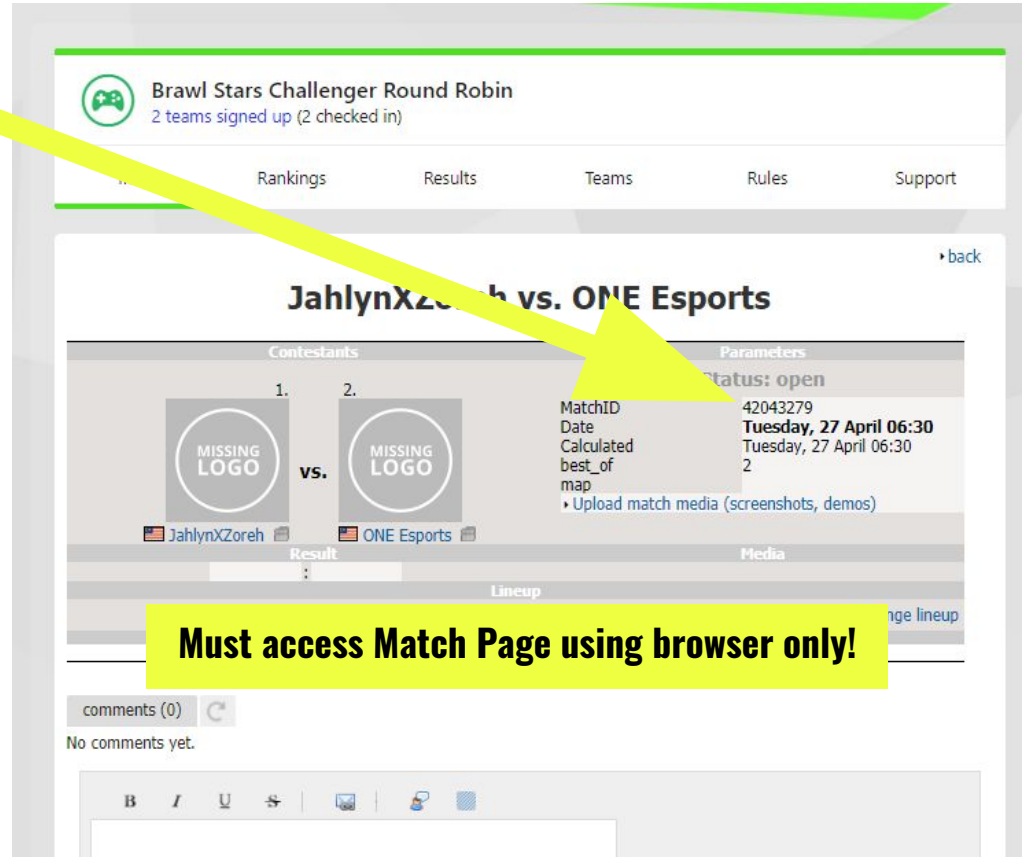 Brawl Stars Challenger Round Robin
2 teams signed up (2 checked in)
Rankings Results Teams Rules Support
back
JahlynXZoreh vs. ONE Esports
Contestants Parameters
Status: open
1. 2.
MISSING LOGO vs. MISSING LOGO
MatchID 42043279
Date Tuesday, 27 April 06:30
Calculated Tuesday, 27 April 06:30
best_of 2
map
Upload match media (screenshots, demos)
JahlynXZoreh ONE Esports
Result Media
:
Lineup
lineup
Must access Match Page using browser only!
comments (0)
No comments yet.
B I U S